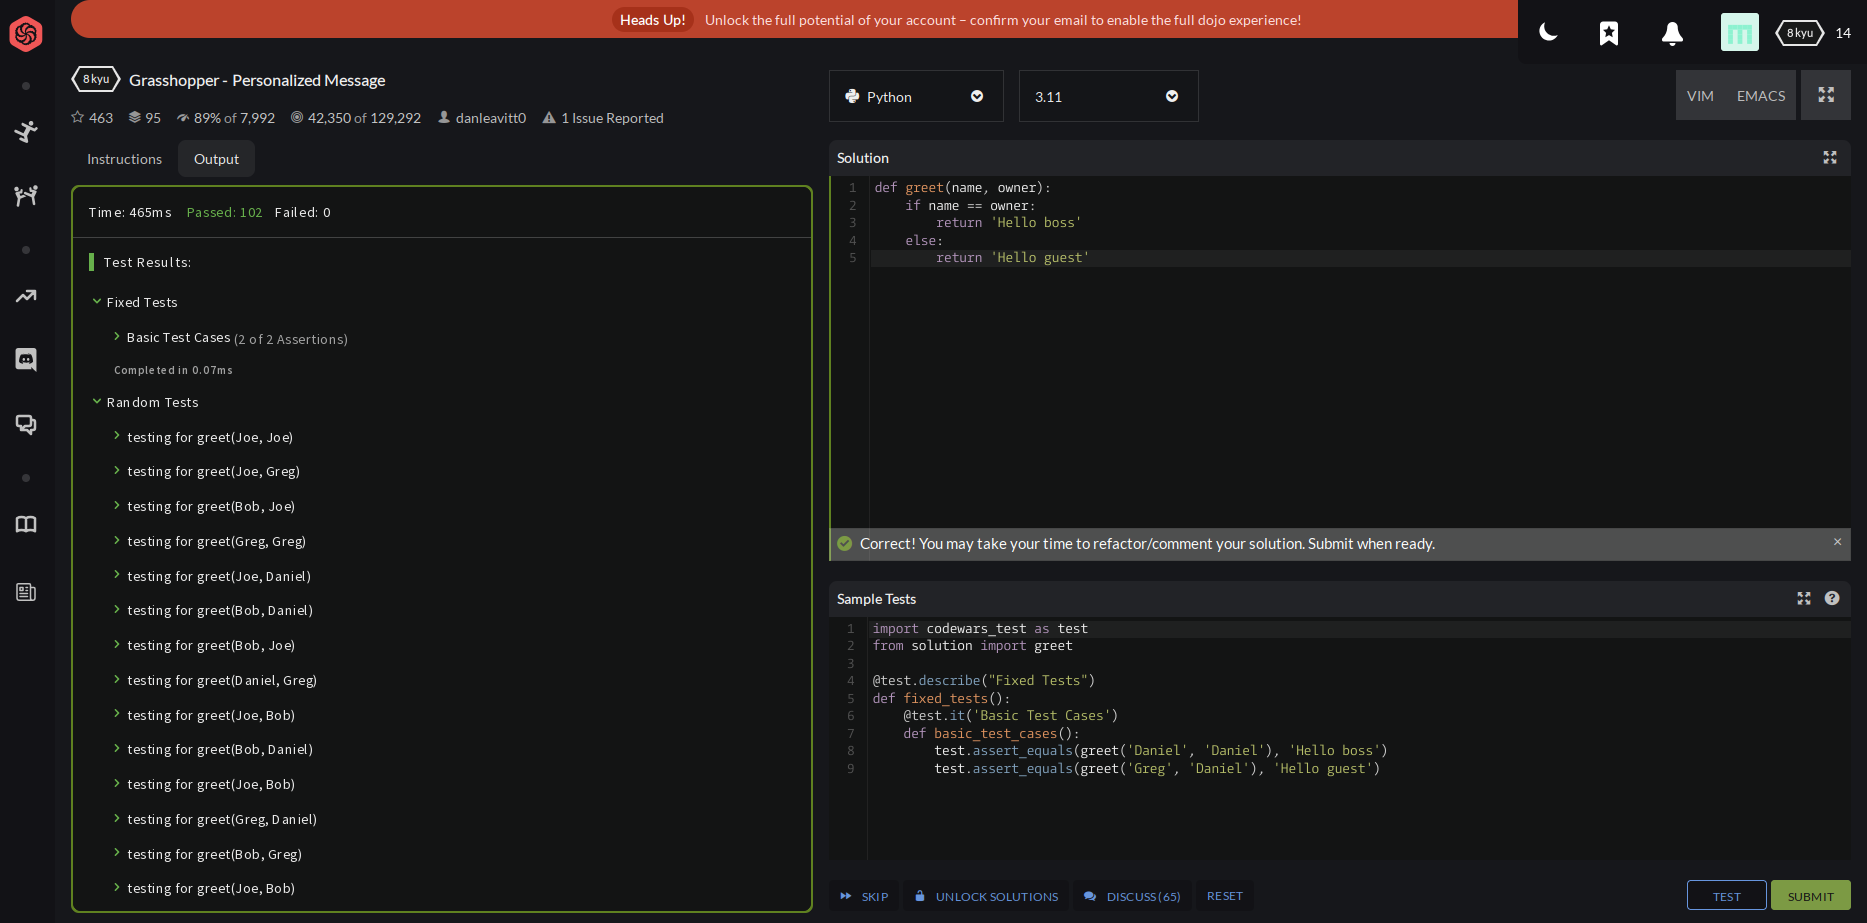 Heads Up! Unlock the full potential of your account – confirm your email to enable the full dojo experience!
8 kyu 14
8 kyu Grasshopper - Personalized Message
463 95 89% of 7,992 42,350 of 129,292 danleavitt0 1 Issue Reported
Instructions Output
Time: 465ms Passed: 102 Failed: 0
Test Results:
Fixed Tests
Basic Test Cases (2 of 2 Assertions)
Completed in 0.07ms
Random Tests
testing for greet(Joe, Joe)
testing for greet(Joe, Greg)
testing for greet(Bob, Joe)
testing for greet(Greg, Greg)
testing for greet(Joe, Daniel)
testing for greet(Bob, Daniel)
testing for greet(Bob, Joe)
testing for greet(Daniel, Greg)
testing for greet(Joe, Bob)
testing for greet(Bob, Daniel)
testing for greet(Joe, Bob)
testing for greet(Greg, Daniel)
testing for greet(Bob, Greg)
testing for greet(Joe, Bob)
Python 3.11 VIM EMACS
Solution
1 def greet(name, owner):
2     if name == owner:
3         return 'Hello boss'
4     else:
5         return 'Hello guest'
Correct! You may take your time to refactor/comment your solution. Submit when ready. ×
Sample Tests ?
1 import codewars_test as test
2 from solution import greet
3
4 @test.describe("Fixed Tests")
5 def fixed_tests():
6     @test.it('Basic Test Cases')
7     def basic_test_cases():
8         test.assert_equals(greet('Daniel', 'Daniel'), 'Hello boss')
9         test.assert_equals(greet('Greg', 'Daniel'), 'Hello guest')
SKIP UNLOCK SOLUTIONS DISCUSS (65) RESET TEST SUBMIT